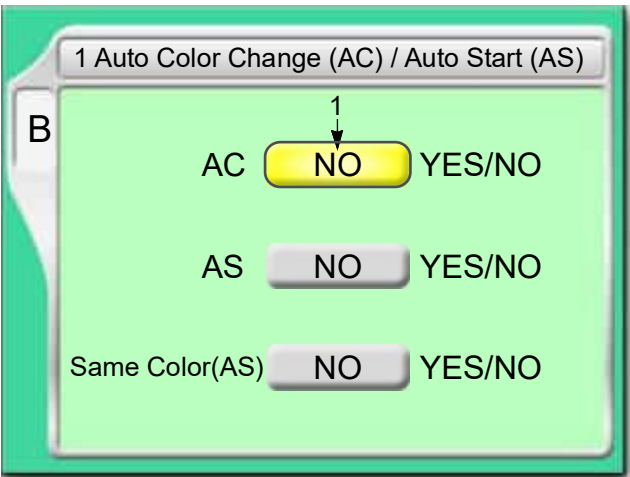 1 Auto Color Change (AC) / Auto Start (AS)
B
1
AC NO YES/NO
AS NO YES/NO
Same Color(AS) NO YES/NO